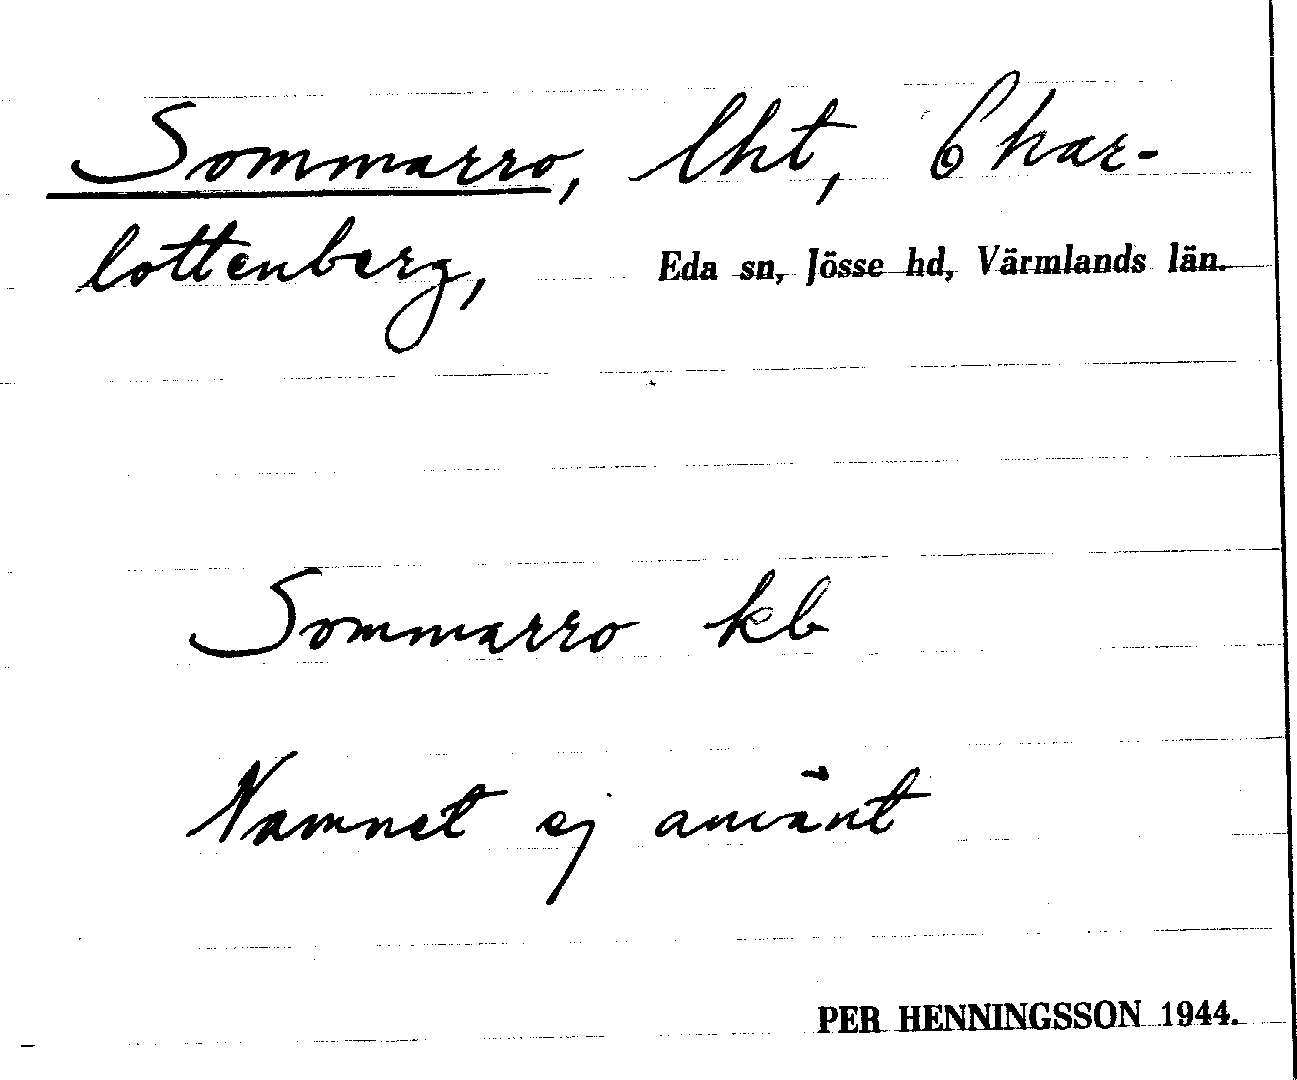 Sommarro, lht, Char-
lottenberg, Eda sn, Jösse hd, Värmlands län.
Sommarro kb
Namnet ej använt
PER HENNINGSSON 1944.